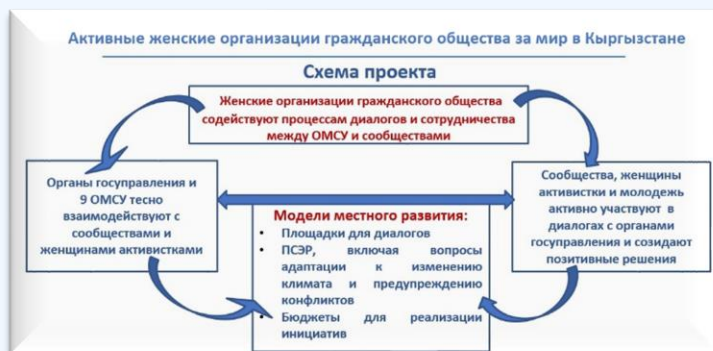 Активные женские организации гражданского общества за мир в Кыргызстане
Схема проекта
Женские организации гражданского общества
содействуют процессам диалогов и сотрудничества
между ОМСУ и сообществами
Органы госуправления и
9 ОМСУ тесно
взаимодействуют с
сообществами и
женщинами активистками
Модели местного развития:
• Площадки для диалогов
• ПСЭР, включая вопросы
адаптации к изменению
климата и предупреждению
конфликтов
• Бюджеты для реализации
инициатив
Сообщества, женщины
активистки и молодежь
активно участвуют в
диалогах с органами
госуправления и созидают
позитивные решения